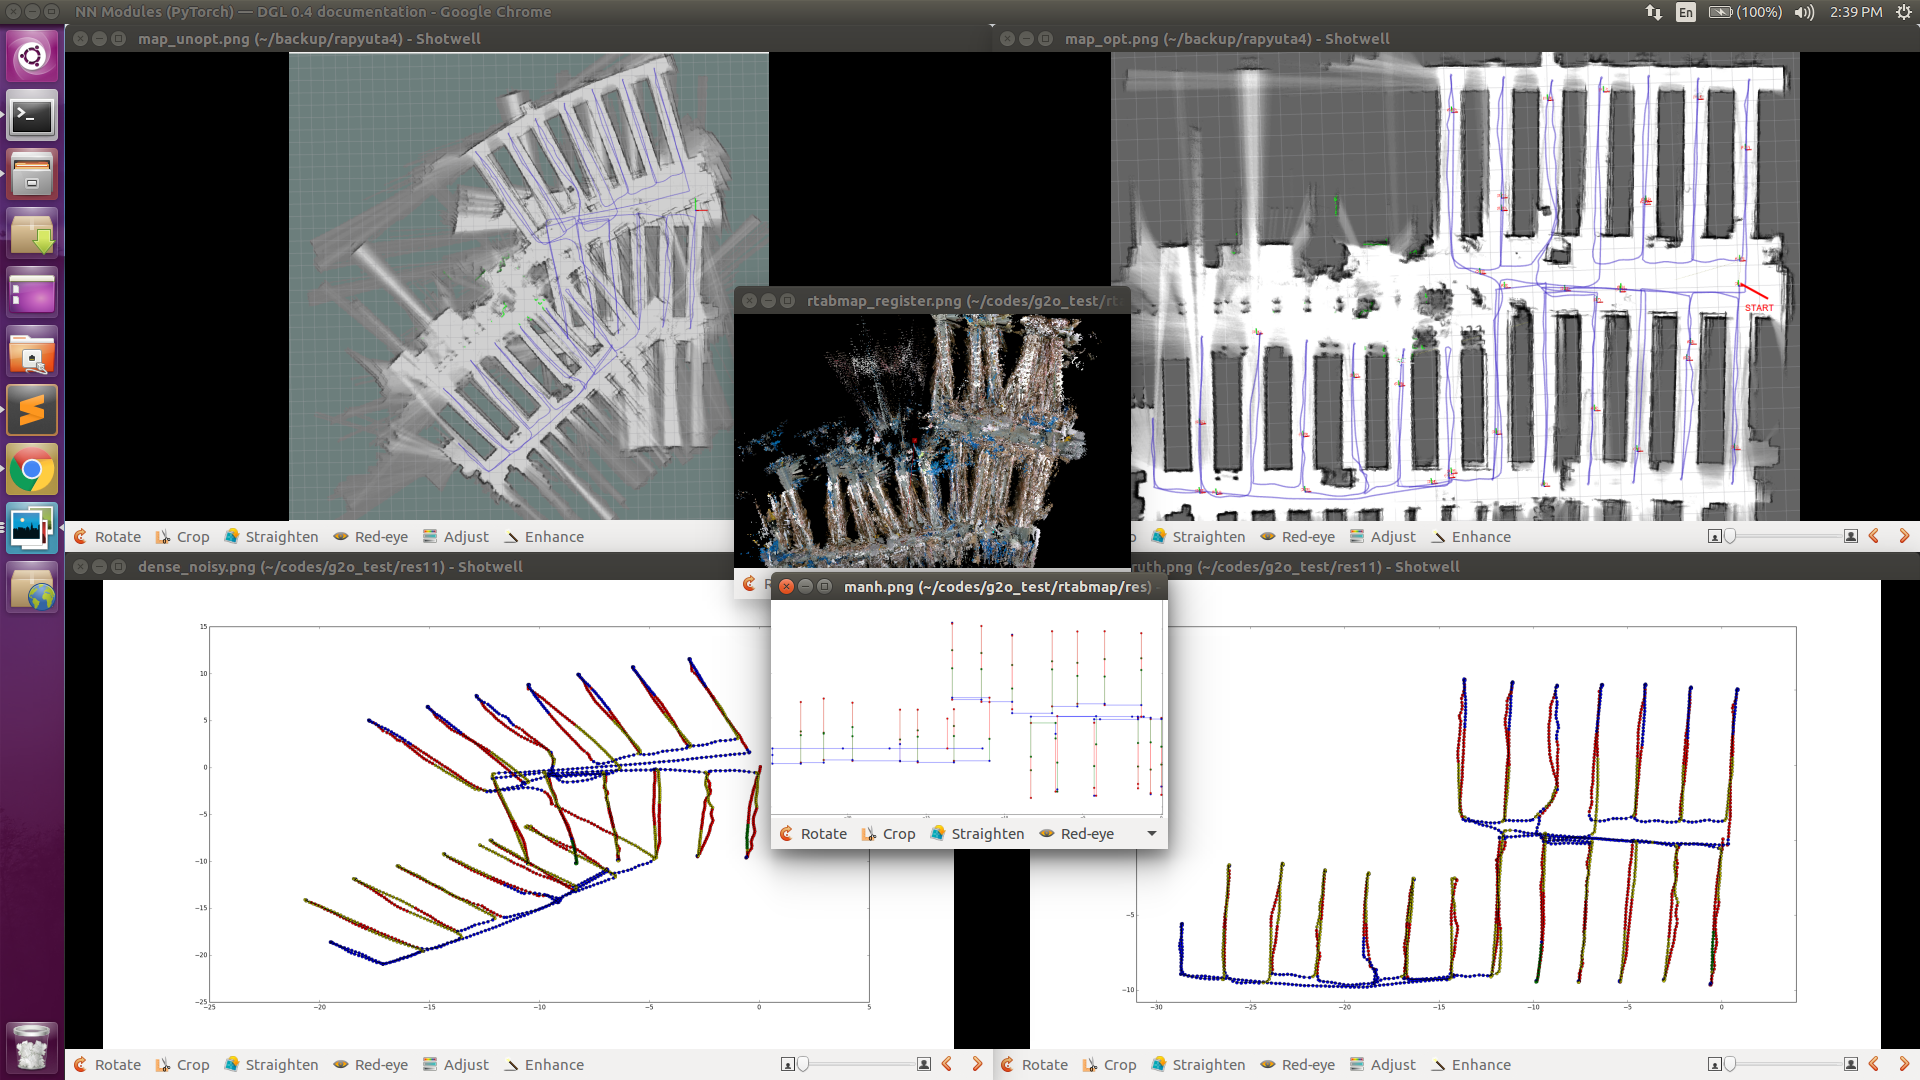 NN Modules (PyTorch) — DGL 0.4 documentation - Google Chrome
En (100%) 2:39 PM
map_unopt.png (~/backup/rapyuta4) - Shotwell
map_opt.png (~/backup/rapyuta4) - Shotwell
START
rtabmap_register.png (~/codes/g2o_test/rt
Rotate Crop Straighten Red-eye Adjust Enhance
Straighten Red-eye Adjust Enhance
dense_noisy.png (~/codes/g2o_test/res11) - Shotwell
ruth.png (~/codes/g2o_test/res11) - Shotwell
manh.png (~/codes/g2o_test/rtabmap/res)
Rotate Crop Straighten Red-eye
15
10
5
0
−5
−10
−15
−20
−25
−25 −20 −15 −10 −5 0 5
−5
−10
−30 −25 −20 −15 −10 −5 0
Rotate Crop Straighten Red-eye Adjust Enhance
Rotate Crop Straighten Red-eye Adjust Enhance